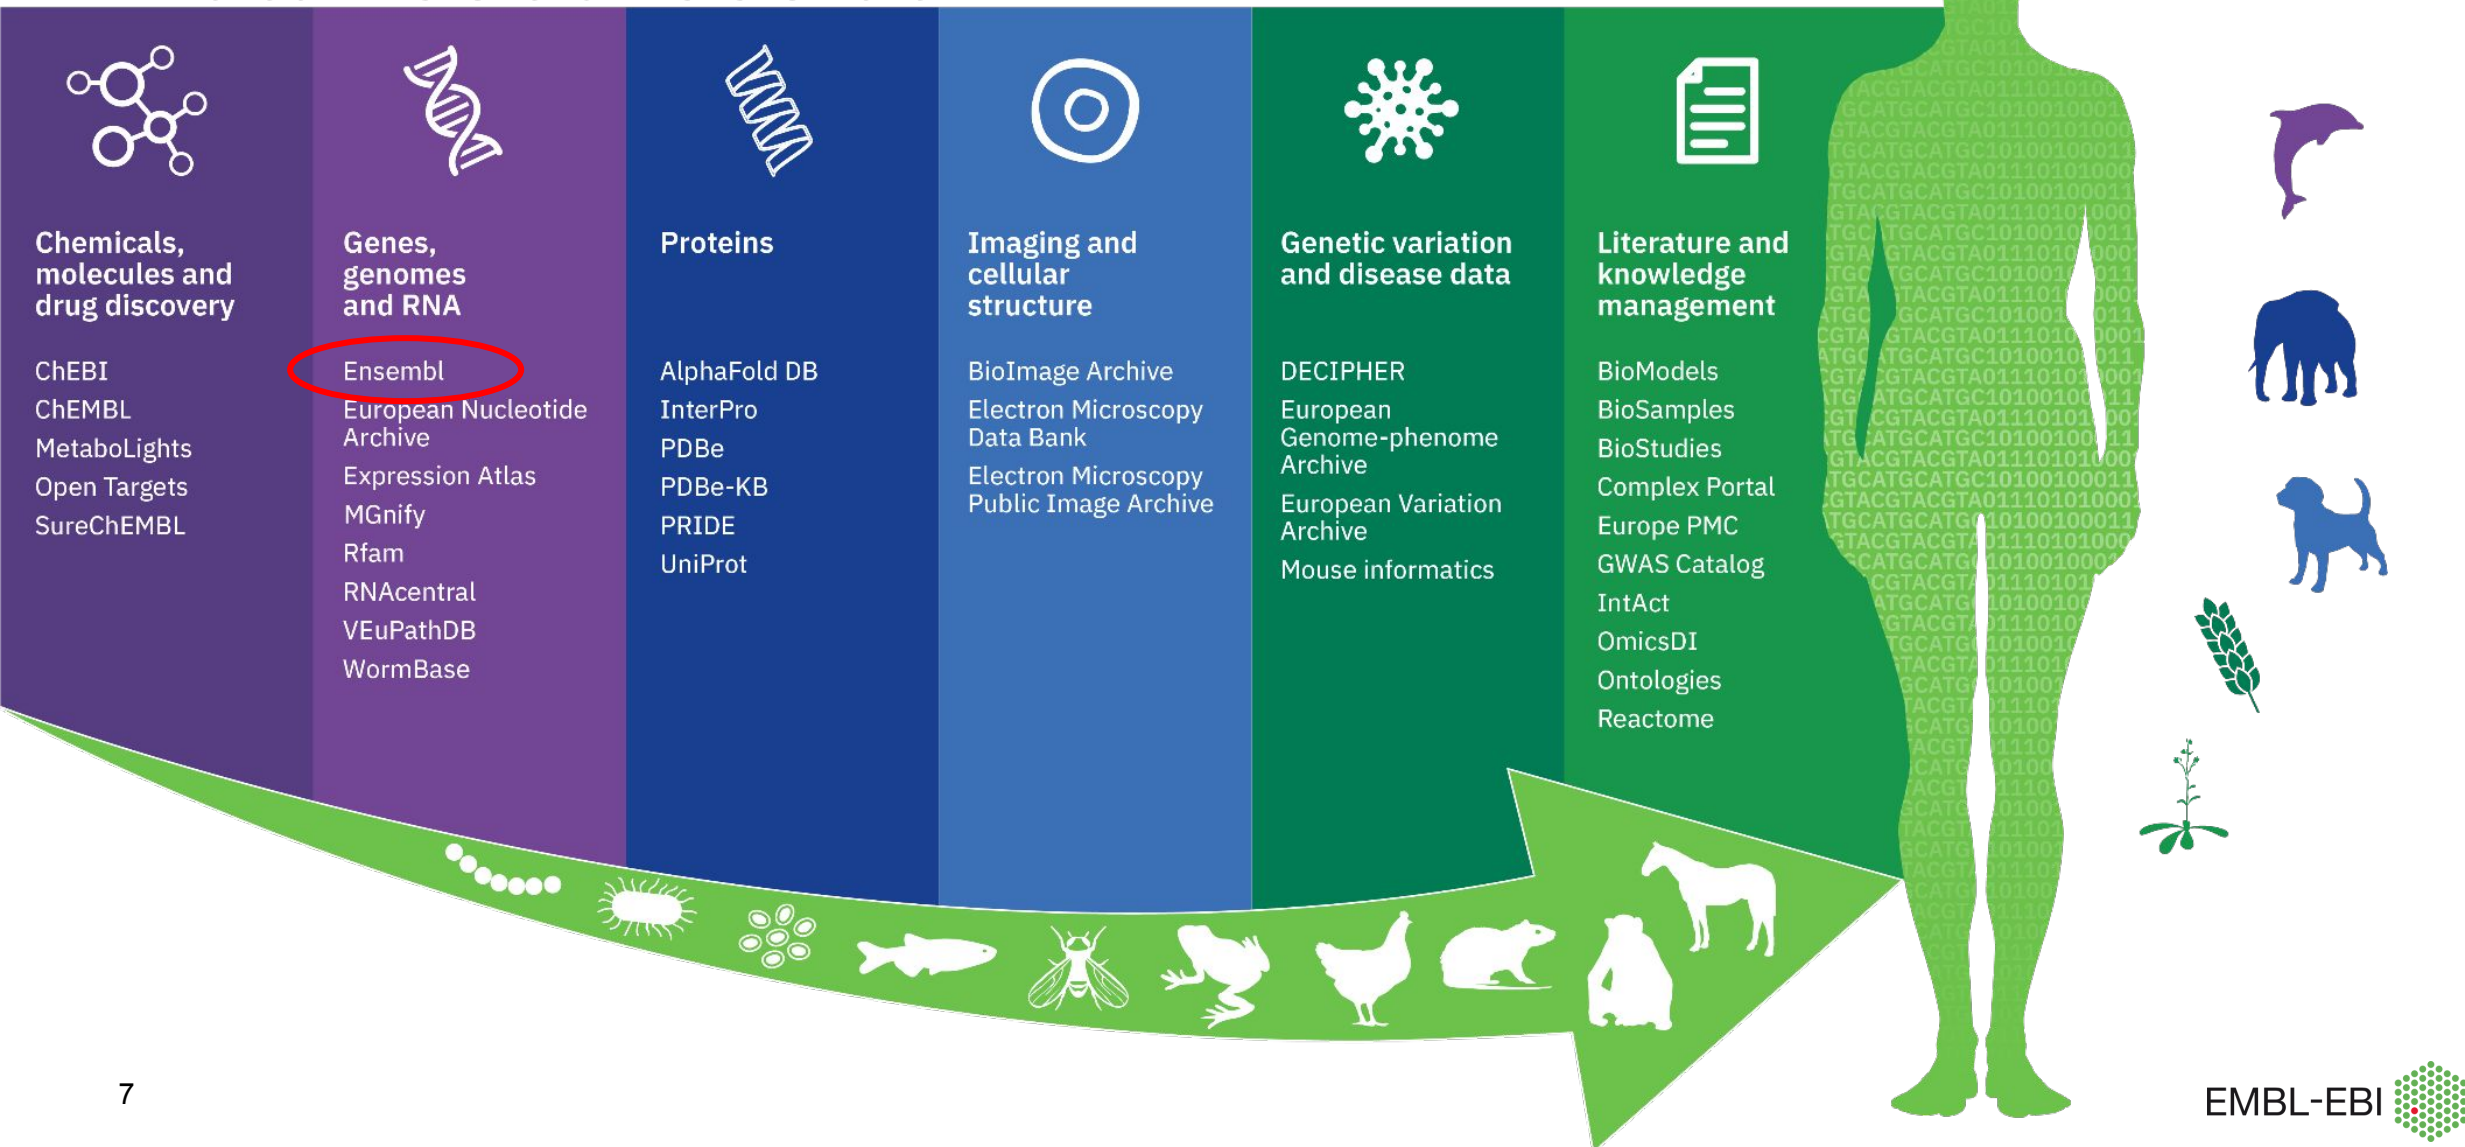 Chemicals,
molecules and
drug discovery
ChEBI
ChEMBL
MetaboLights
Open Targets
SureChEMBL
Genes,
genomes
and RNA
Ensembl
European Nucleotide
Archive
Expression Atlas
MGnify
Rfam
RNAcentral
VEuPathDB
WormBase
Proteins
AlphaFold DB
InterPro
PDBe
PDBe-KB
PRIDE
UniProt
Imaging and
cellular
structure
BioImage Archive
Electron Microscopy
Data Bank
Electron Microscopy
Public Image Archive
Genetic variation
and disease data
DECIPHER
European
Genome-phenome
Archive
European Variation
Archive
Mouse informatics
Literature and
knowledge
management
BioModels
BioSamples
BioStudies
Complex Portal
Europe PMC
GWAS Catalog
IntAct
OmicsDI
Ontologies
Reactome
7
EMBL-EBI